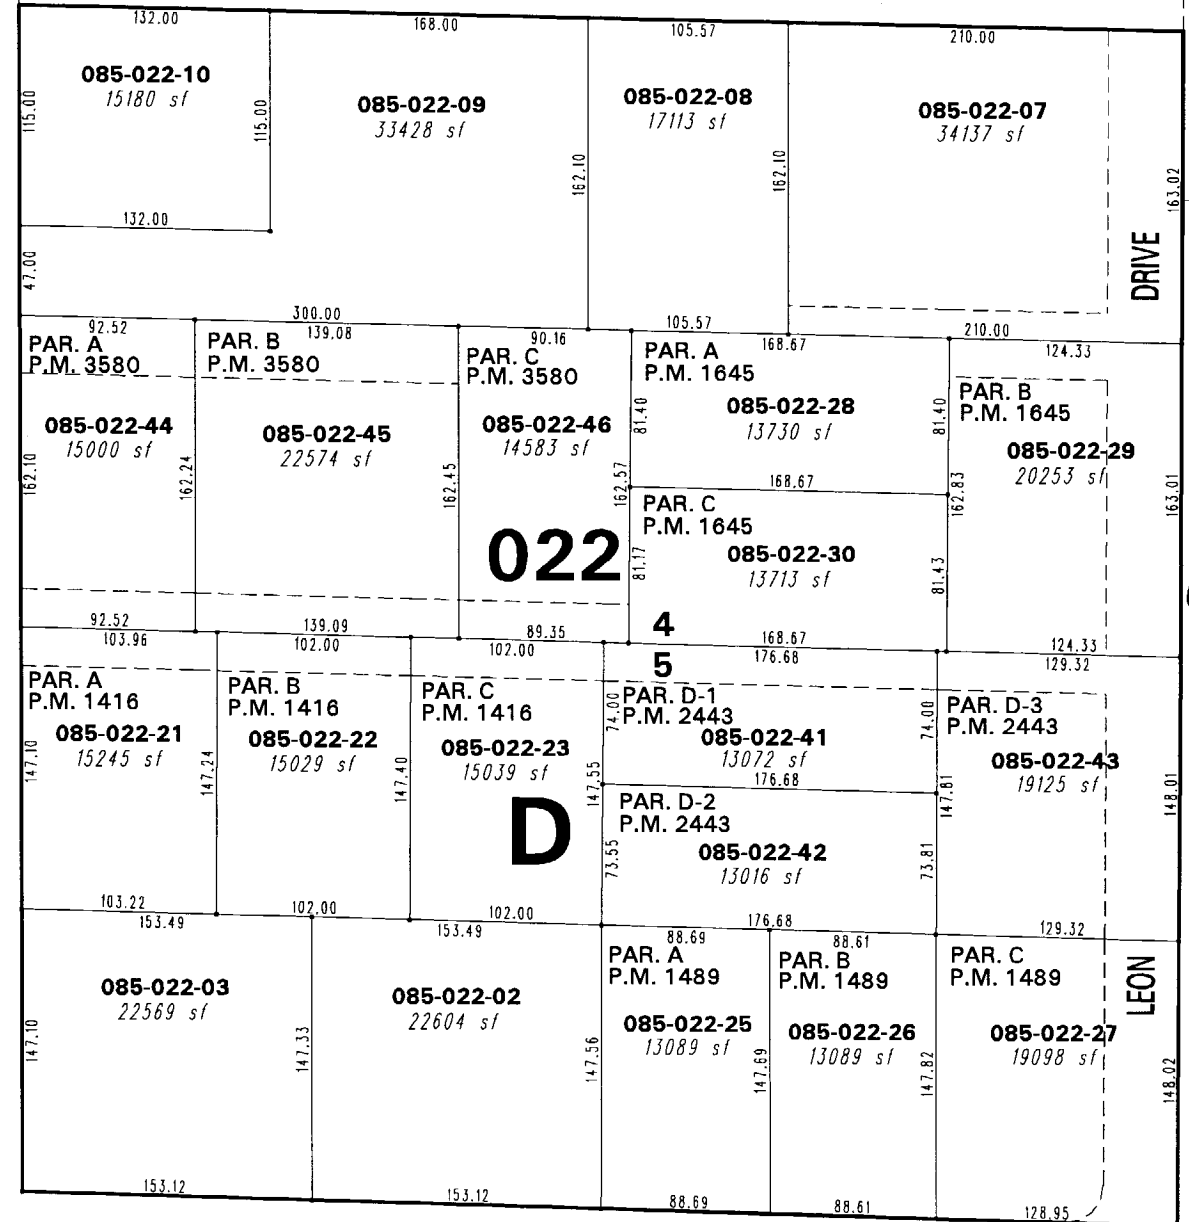 132.00
168.00
105.57
210.00
085-022-10
15180 sf
115.00
115.00
085-022-09
33428 sf
085-022-08
17113 sf
085-022-07
34137 sf
162.10
162.10
163.02
132.00
47.00
DRIVE
300.00
105.57
210.00
92.52
139.08
90.16
168.67
124.33
PAR. A
P.M. 3580
PAR. B
P.M. 3580
PAR. C
P.M. 3580
PAR. A
P.M. 1645
PAR. B
P.M. 1645
085-022-44
15000 sf
085-022-45
22574 sf
085-022-46
14583 sf
085-022-28
13730 sf
085-022-29
20253 sf
81.40
81.40
162.10
162.24
162.45
162.57
162.83
163.01
168.67
PAR. C
P.M. 1645
085-022-30
13713 sf
022
81.17
81.43
92.52
139.09
89.35
4
168.67
124.33
103.96
102.00
102.00
5
176.68
129.32
PAR. A
P.M. 1416
PAR. B
P.M. 1416
PAR. C
P.M. 1416
PAR. D-1
P.M. 2443
PAR. D-3
P.M. 2443
085-022-21
15245 sf
085-022-22
15029 sf
085-022-23
15039 sf
085-022-41
13072 sf
085-022-43
19125 sf
74.00
74.00
147.10
147.24
147.40
147.55
147.81
148.01
176.68
PAR. D-2
P.M. 2443
085-022-42
13016 sf
D
73.55
73.81
103.22
102.00
102.00
176.68
129.32
153.49
153.49
88.69
88.61
PAR. A
P.M. 1489
PAR. B
P.M. 1489
PAR. C
P.M. 1489
LEON
085-022-03
22569 sf
085-022-02
22604 sf
085-022-25
13089 sf
085-022-26
13089 sf
085-022-27
19098 sf
147.10
147.33
147.56
147.69
147.82
148.02
153.12
153.12
88.69
88.61
128.95